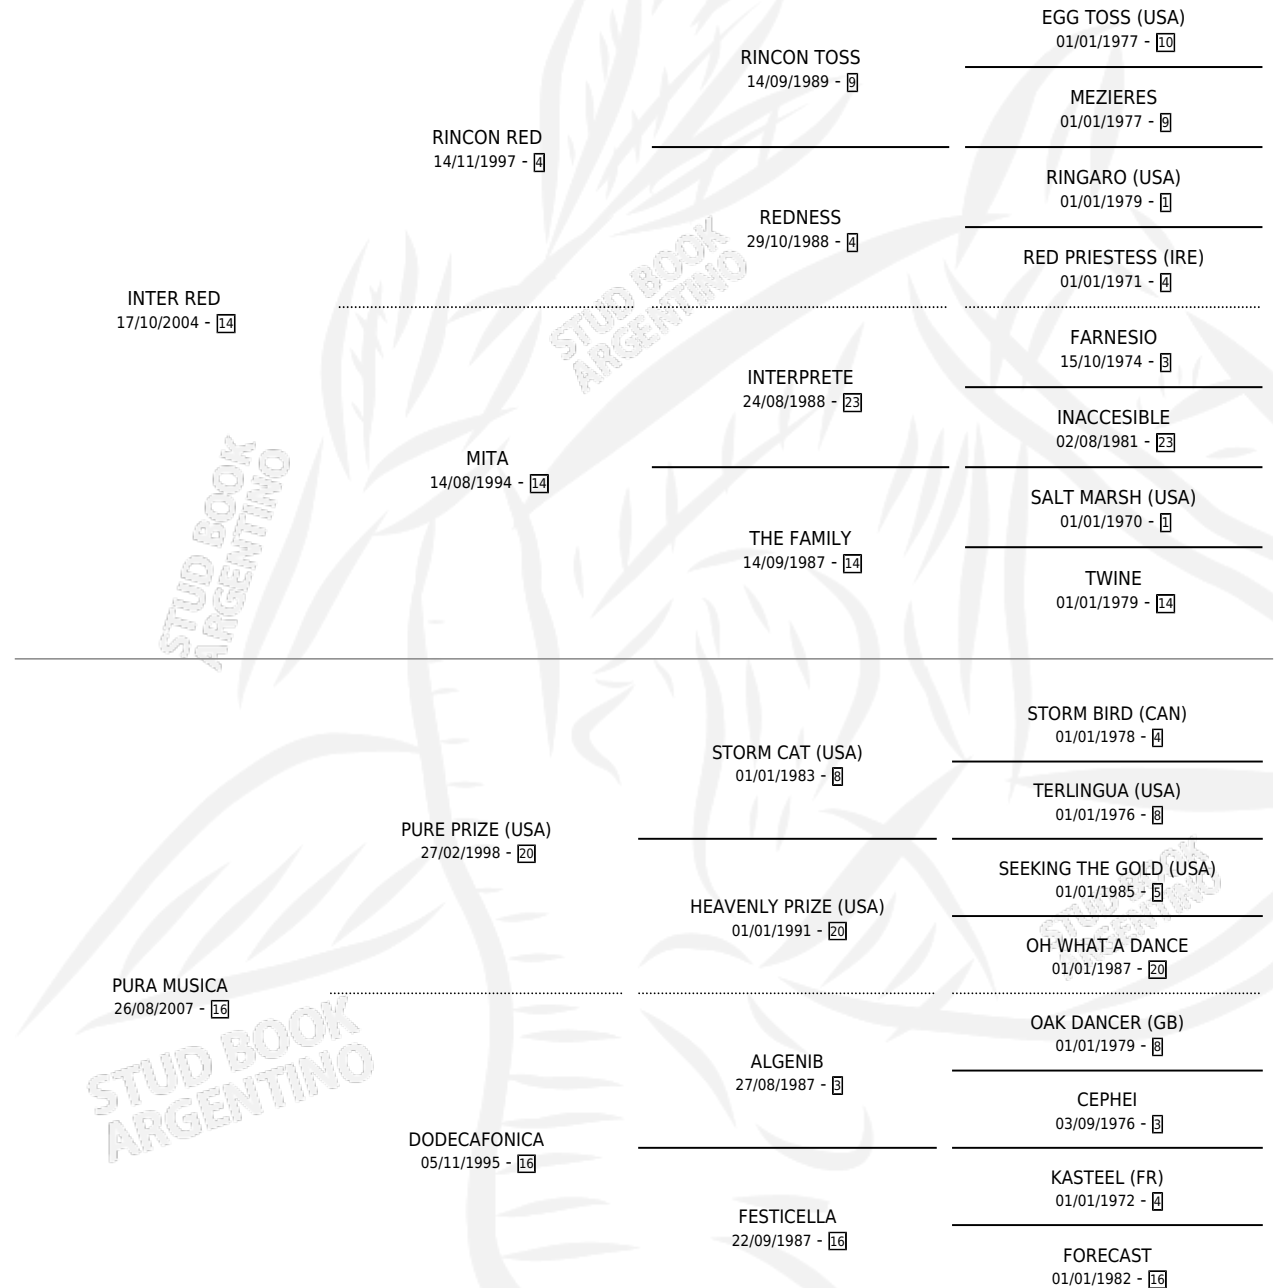 EGG TOSS (USA)
01/01/1977 - 10
RINCON TOSS
14/09/1989 - 9
MEZIERES
01/01/1977 - 9
RINCON RED
14/11/1997 - 4
RINGARO (USA)
01/01/1979 - 1
REDNESS
29/10/1988 - 4
RED PRIESTESS (IRE)
01/01/1971 - 4
INTER RED
17/10/2004 - 14
FARNESIO
15/10/1974 - 3
INTERPRETE
24/08/1988 - 23
INACCESIBLE
02/08/1981 - 23
MITA
14/08/1994 - 14
SALT MARSH (USA)
01/01/1970 - 1
THE FAMILY
14/09/1987 - 14
TWINE
01/01/1979 - 14
STORM BIRD (CAN)
01/01/1978 - 4
STORM CAT (USA)
01/01/1983 - 8
TERLINGUA (USA)
01/01/1976 - 8
PURE PRIZE (USA)
27/02/1998 - 20
SEEKING THE GOLD (USA)
01/01/1985 - 5
HEAVENLY PRIZE (USA)
01/01/1991 - 20
OH WHAT A DANCE
01/01/1987 - 20
PURA MUSICA
26/08/2007 - 16
OAK DANCER (GB)
01/01/1979 - 8
ALGENIB
27/08/1987 - 3
CEPHEI
03/09/1976 - 3
DODECAFONICA
05/11/1995 - 16
KASTEEL (FR)
01/01/1972 - 4
FESTICELLA
22/09/1987 - 16
FORECAST
01/01/1982 - 16
STUD BOOK
ARGENTINO
STUD BOOK
ARGENTINO
STUD BOOK
ARGENTINO
STUD BOOK
ARGENTINO